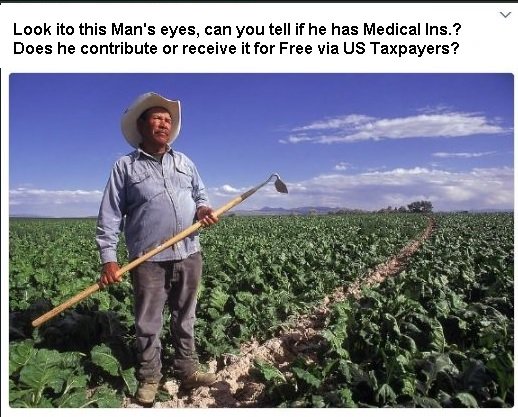 Look ito this Man's eyes, can you tell if he has Medical Ins.?
Does he contribute or receive it for Free via US Taxpayers?